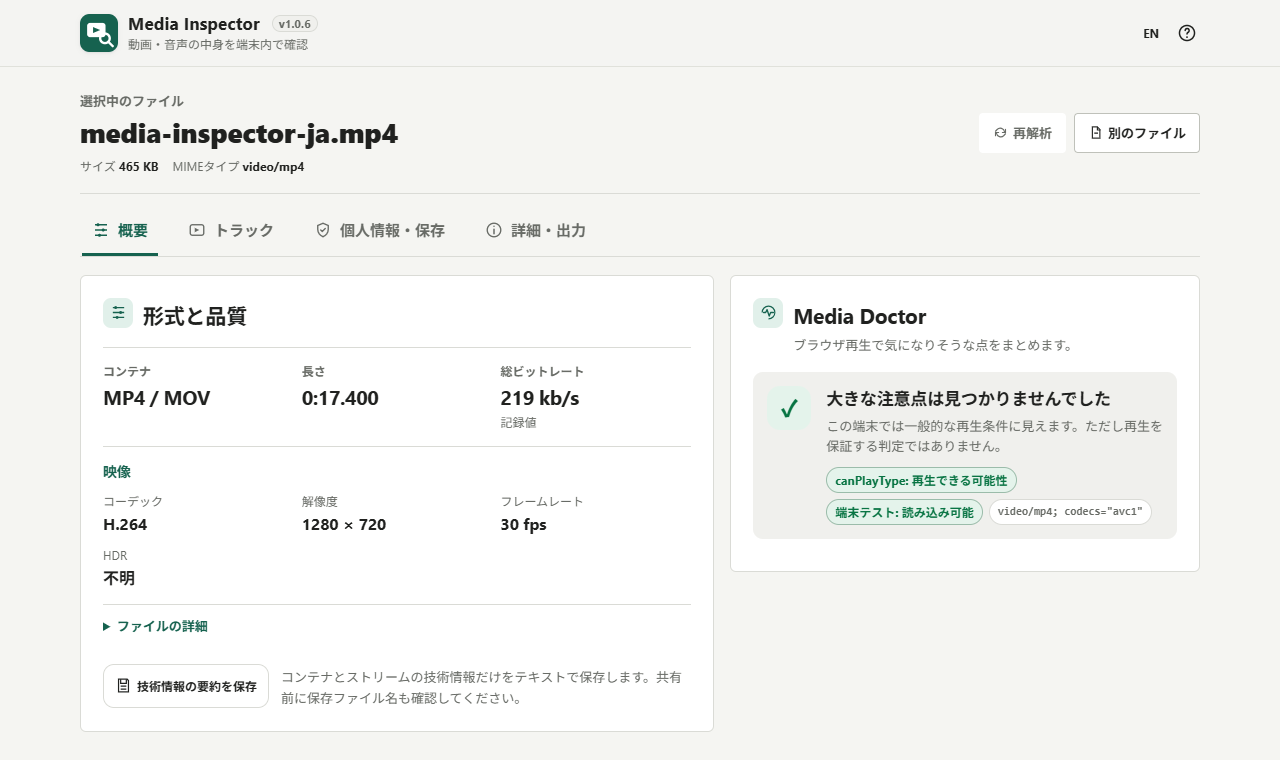 Media Inspector v1.0.6
動画・音声の中身を端末内で確認
EN
選択中のファイル
media-inspector-ja.mp4
サイズ 465 KB MIMEタイプ video/mp4
再解析
別のファイル
概要 トラック 個人情報・保存 詳細・出力
形式と品質
コンテナ 長さ 総ビットレート
MP4 / MOV 0:17.400 219 kb/s
記録値
映像
コーデック 解像度 フレームレート
H.264 1280 × 720 30 fps
HDR
不明
ファイルの詳細
技術情報の要約を保存
コンテナとストリームの技術情報だけをテキストで保存します。共有
前に保存ファイル名も確認してください。
Media Doctor
ブラウザ再生で気になりそうな点をまとめます。
大きな注意点は見つかりませんでした
この端末では一般的な再生条件に見えます。ただし再生を
保証する判定ではありません。
canPlayType: 再生できる可能性
端末テスト: 読み込み可能 video/mp4; codecs="avc1"